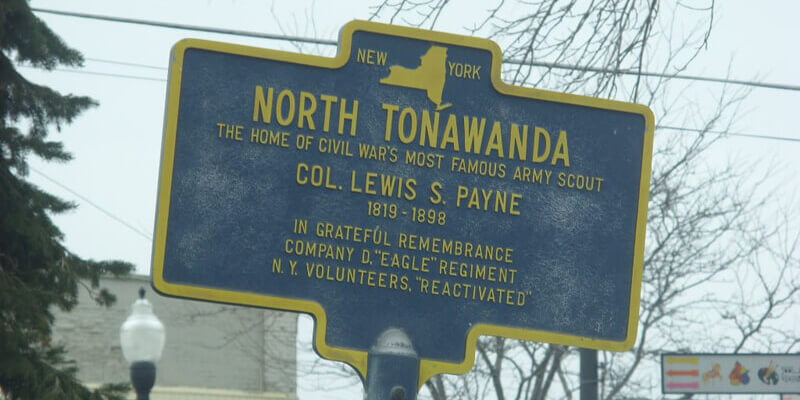 NEW YORK
NORTH TONAWANDA
THE HOME OF CIVIL WAR'S MOST FAMOUS ARMY SCOUT
COL. LEWIS S. PAYNE
1819 - 1898
IN GRATEFUL REMEMBRANCE
COMPANY D, "EAGLE" REGIMENT
N.Y. VOLUNTEERS, "REACTIVATED"